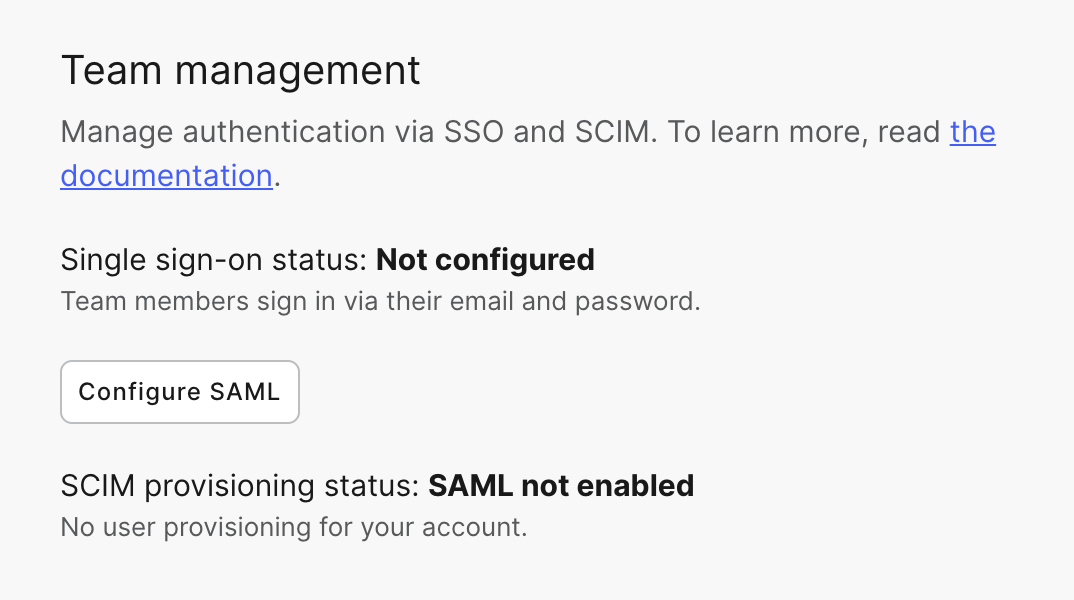 Team management
Manage authentication via SSO and SCIM. To learn more, read the
documentation.
Single sign-on status: Not configured
Team members sign in via their email and password.
Configure SAML
SCIM provisioning status: SAML not enabled
No user provisioning for your account.